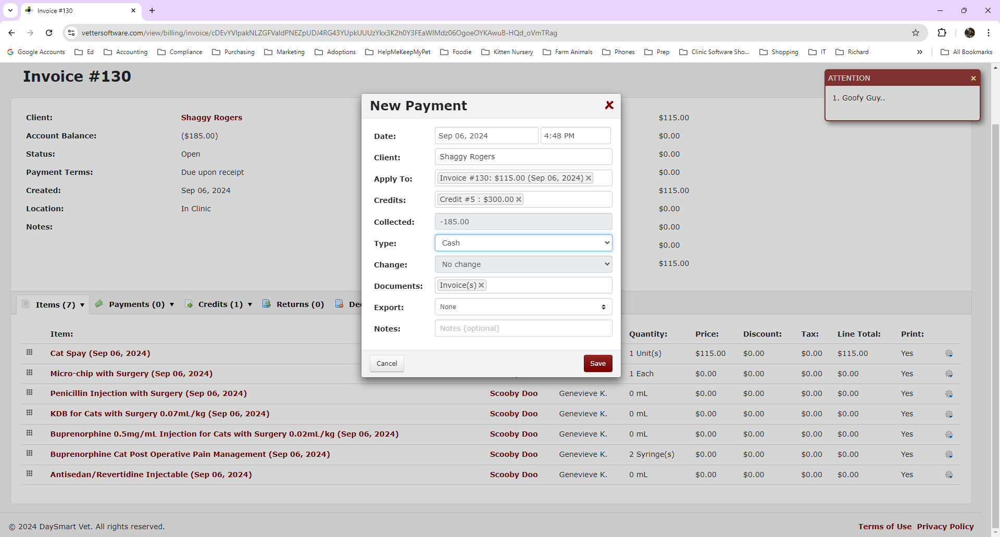 Invoice #130
vettersoftware.com/view/billing/invoice/cDEvYVlpakNLZGFValdPNEZpUDJ4RG43YUpkUUUzYkx3K2h0Y3FEaWlMdz06OgoeOYKAwuB-HQd_oVmTRag
Google Accounts Ed Accounting Compliance Purchasing Marketing Adoptions HelpMeKeepMyPet Foodie Kitten Nursery Farm Animals Phones Prep Clinic Software Sho... Shopping IT Richard » All Bookmarks
Invoice #130
ATTENTION
1. Goofy Guy..
Client: Shaggy Rogers $115.00
Account Balance: ($185.00) $0.00
Status: Open $0.00
Payment Terms: Due upon receipt $0.00
Created: Sep 06, 2024 $115.00
Location: In Clinic $0.00
Notes: $0.00
$0.00
$115.00
New Payment
Date: Sep 06, 2024 4:48 PM
Client: Shaggy Rogers
Apply To: Invoice #130: $115.00 (Sep 06, 2024)
Credits: Credit #5 : $300.00
Collected: -185.00
Type: Cash
Change: No change
Documents: Invoice(s)
Export: None
Notes: Notes (optional)
Cancel Save
Items (7) Payments (0) Credits (1) Returns (0) De
Item: Quantity: Price: Discount: Tax: Line Total: Print:
Cat Spay (Sep 06, 2024) 1 Unit(s) $115.00 $0.00 $0.00 $115.00 Yes
Micro-chip with Surgery (Sep 06, 2024) 1 Each $0.00 $0.00 $0.00 $0.00 Yes
Penicillin Injection with Surgery (Sep 06, 2024) Scooby Doo Genevieve K. 0 mL $0.00 $0.00 $0.00 $0.00 Yes
KDB for Cats with Surgery 0.07mL/kg (Sep 06, 2024) Scooby Doo Genevieve K. 0 mL $0.00 $0.00 $0.00 $0.00 Yes
Buprenorphine 0.5mg/mL Injection for Cats with Surgery 0.02mL/kg (Sep 06, 2024) Scooby Doo Genevieve K. 0 mL $0.00 $0.00 $0.00 $0.00 Yes
Buprenorphine Cat Post Operative Pain Management (Sep 06, 2024) Scooby Doo Genevieve K. 2 Syringe(s) $0.00 $0.00 $0.00 $0.00 Yes
Antisedan/Revertidine Injectable (Sep 06, 2024) Scooby Doo Genevieve K. 0 mL $0.00 $0.00 $0.00 $0.00 Yes
© 2024 DaySmart Vet. All rights reserved. Terms of Use Privacy Policy